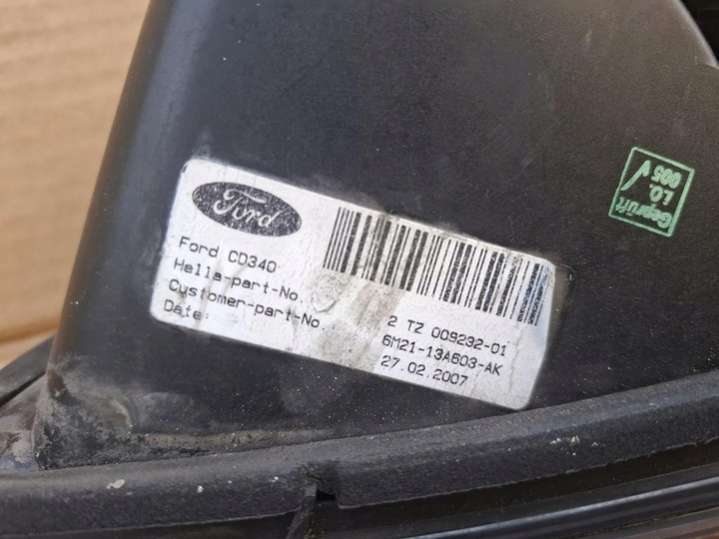 Ford
Ford CD340
Hella-part-No. 2 TZ 009232-01
Customer-part-No. 6M21-13A603-AK
Date: 27.02.2007
Geprüft
I.O.
005